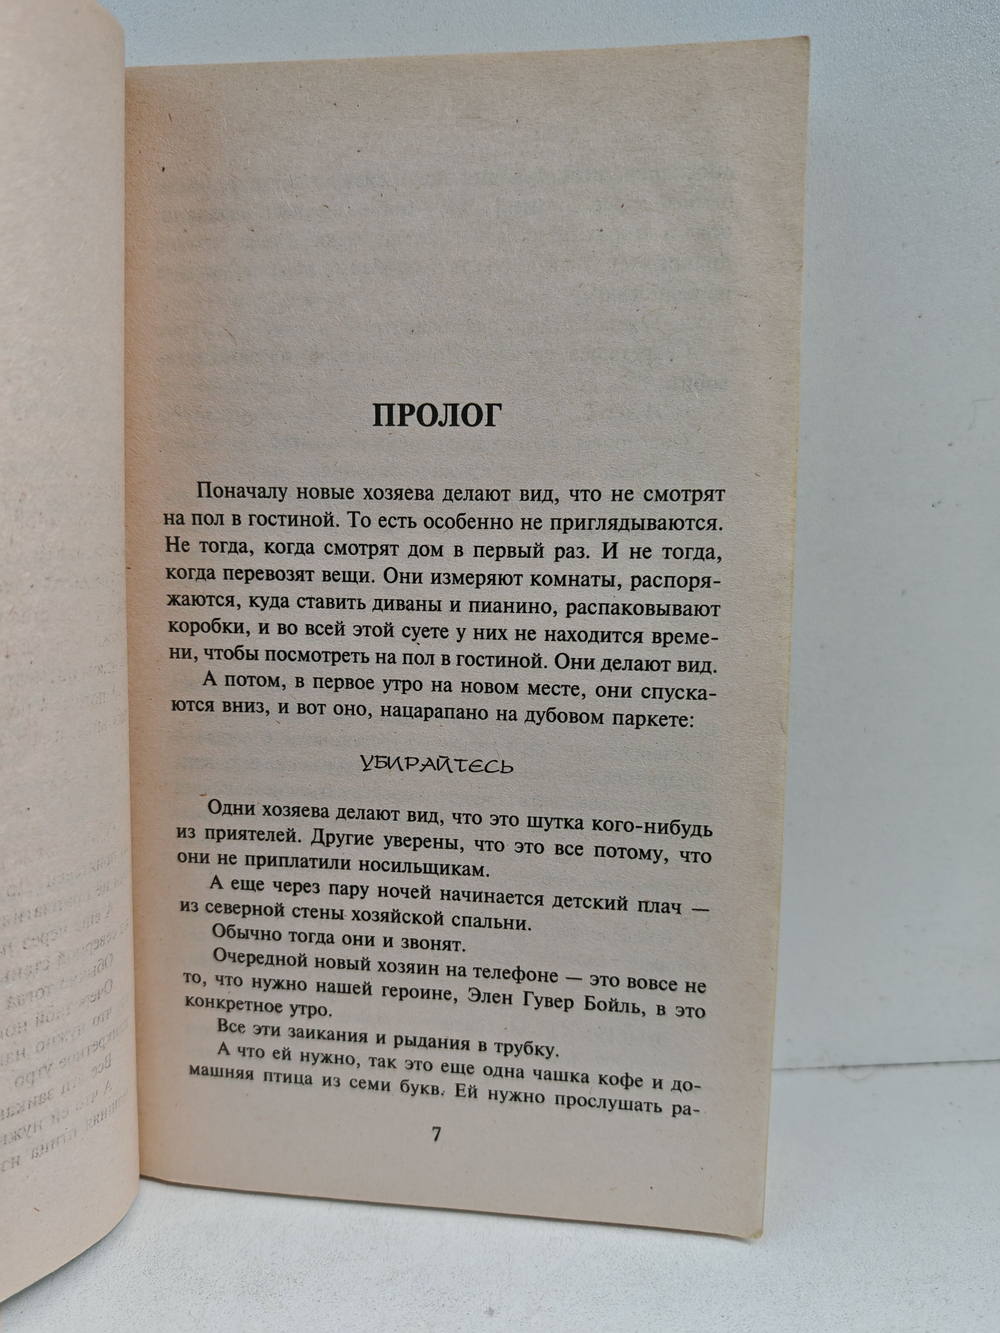 ПРОЛОГ
Поначалу новые хозяева делают вид, что не смотрят
на пол в гостиной. То есть особенно не приглядываются.
Не тогда, когда смотрят дом в первый раз. И не тогда,
когда перевозят вещи. Они измеряют комнаты, распоря-
жаются, куда ставить диваны и пианино, распаковывают
коробки, и во всей этой суете у них не находится време-
ни, чтобы посмотреть на пол в гостиной. Они делают вид.
А потом, в первое утро на новом месте, они спуска-
ются вниз, и вот оно, нацарапано на дубовом паркете:
УБИРАЙТЕСЬ
Одни хозяева делают вид, что это шутка кого-нибудь
из приятелей. Другие уверены, что это все потому, что
они не приплатили носильщикам.
А еще через пару ночей начинается детский плач —
из северной стены хозяйской спальни.
Обычно тогда они и звонят.
Очередной новый хозяин на телефоне — это вовсе не
то, что нужно нашей героине, Элен Гувер Бойль, в это
конкретное утро.
Все эти заикания и рыдания в трубку.
А что ей нужно, так это еще одна чашка кофе и до-
машняя птица из семи букв. Ей нужно прослушать ра-
7